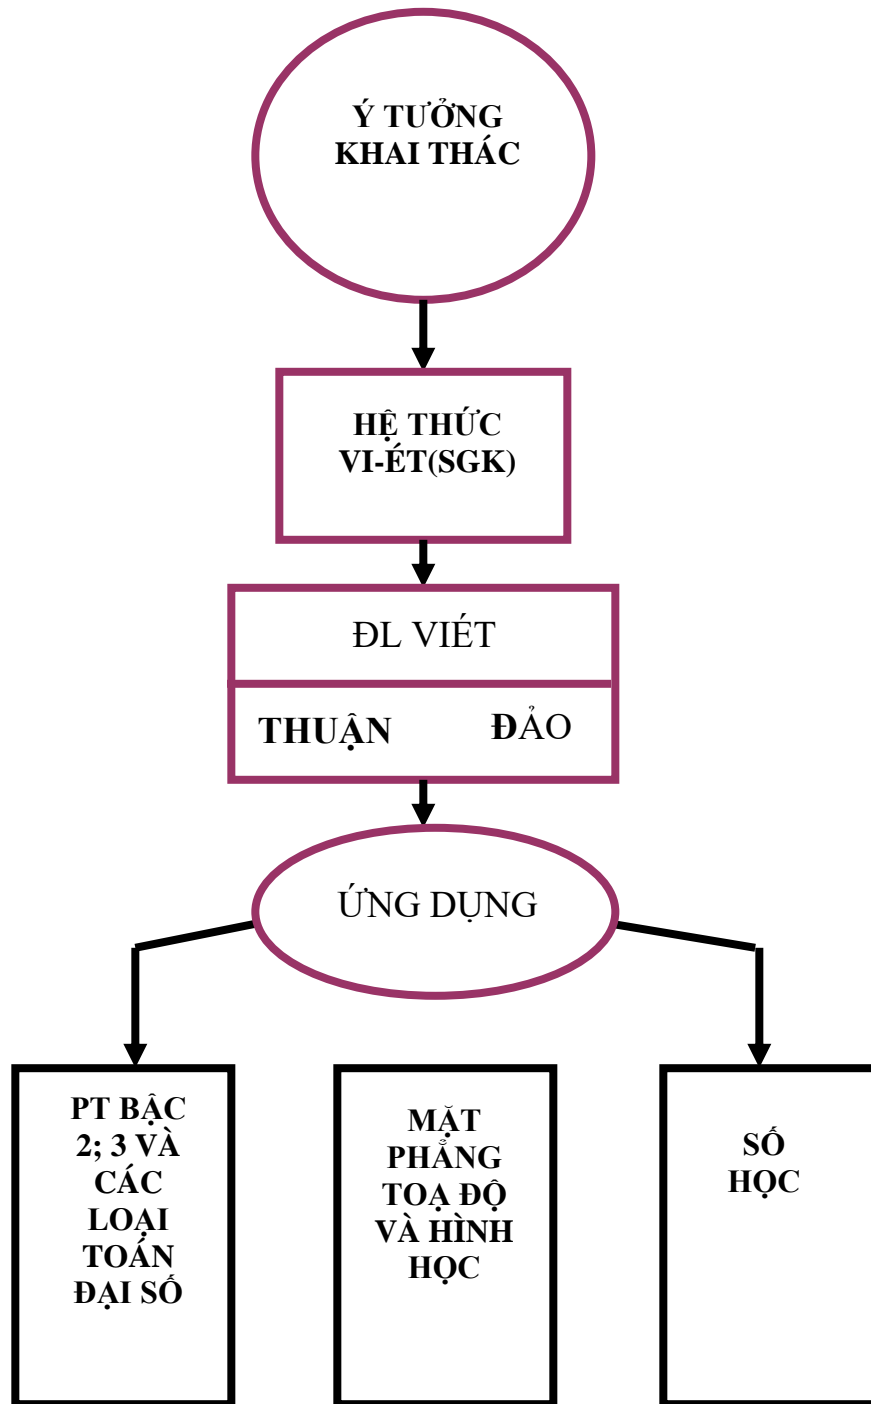 Ý TƯỞNG
KHAI THÁC
HỆ THỨC
VI-ÉT(SGK)
ĐL VIÉT
THUẬN ĐẢO
ỨNG DỤNG
PT BẬC
2; 3 VÀ
CÁC
LOẠI
TOÁN
ĐẠI SỐ
MẶT
PHẲNG
TOẠ ĐỘ
VÀ HÌNH
HỌC
SỐ
HỌC